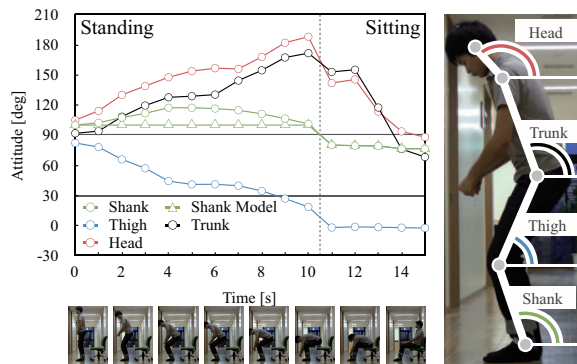 Standing
Sitting
210
180
150
120
90
60
30
0
-30
Attitude [deg]
Shank
Shank Model
Thigh
Trunk
Head
0 2 4 6 8 10 12 14
Time [s]
Head
Trunk
Thigh
Shank